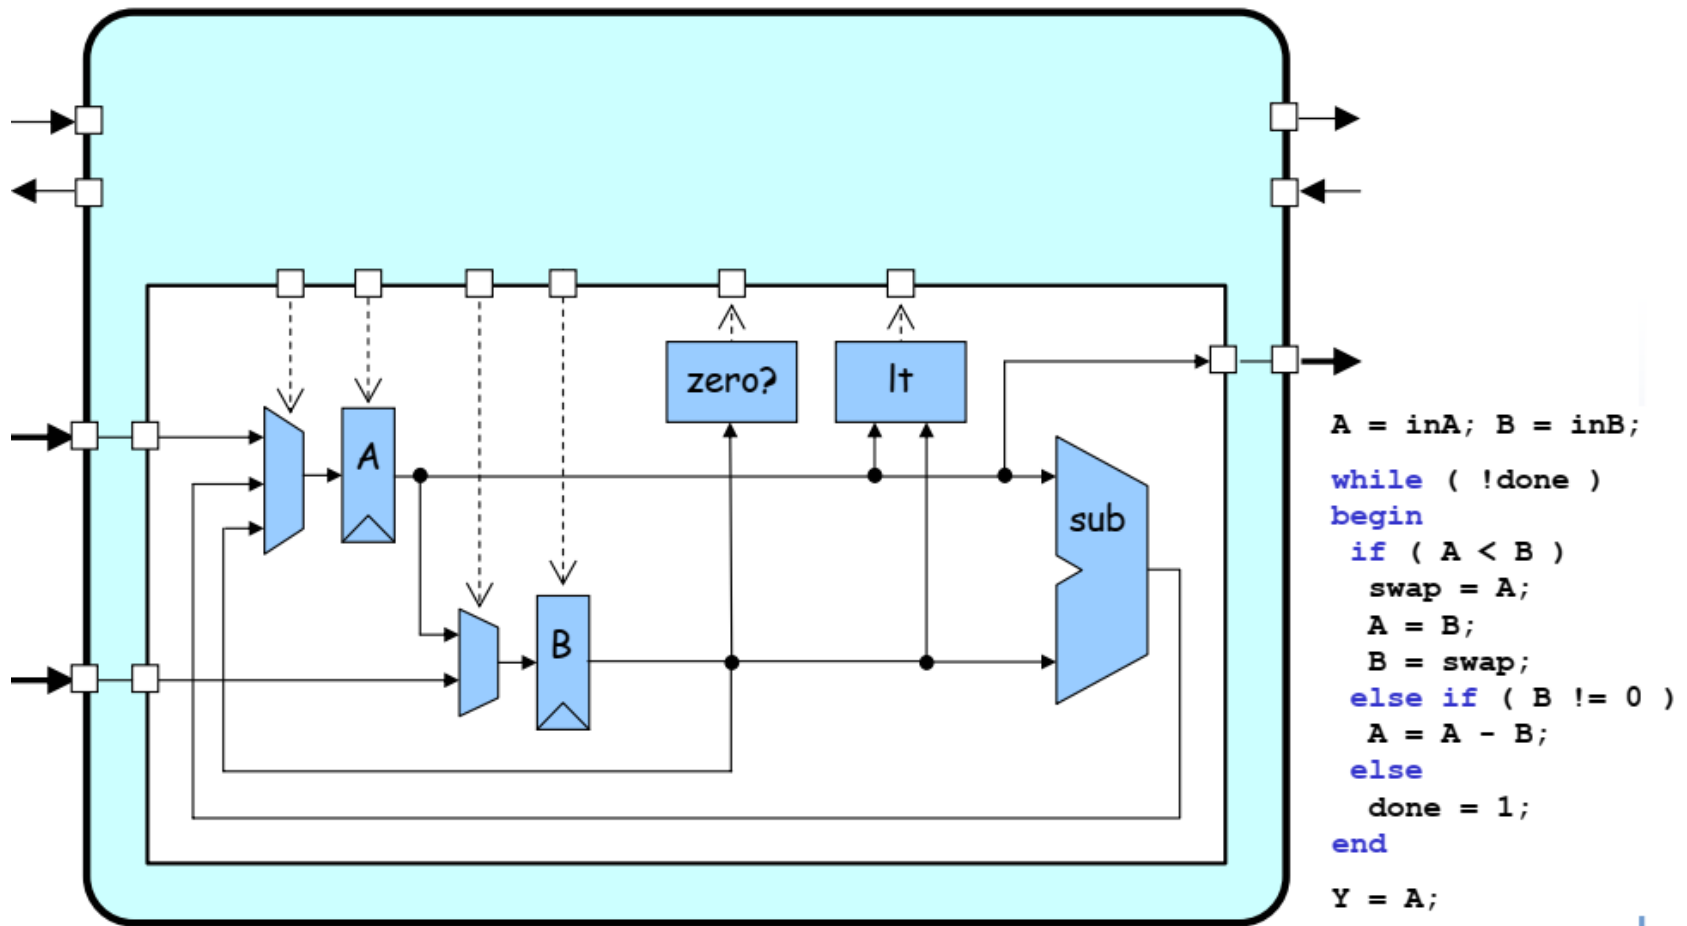 zero?
lt
A
sub
B
A = inA; B = inB;
while ( !done )
begin
if ( A < B )
swap = A;
A = B;
B = swap;
else if ( B != 0 )
A = A - B;
else
done = 1;
end
Y = A;